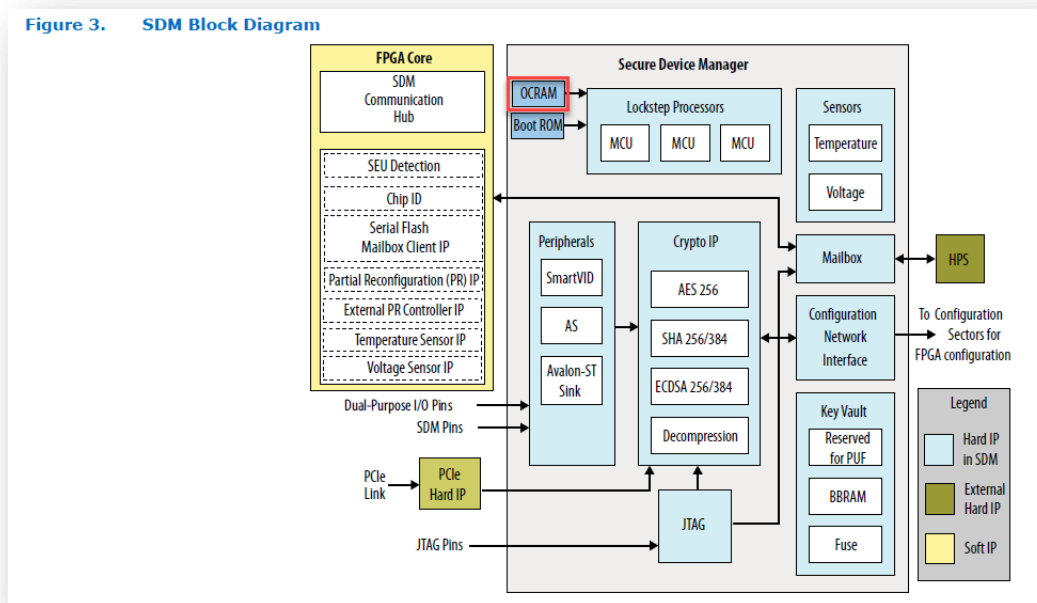 Figure 3. SDM Block Diagram
FPGA Core
SDM
Communication
Hub
SEU Detection
Chip ID
Serial Flash
Mailbox Client IP
Partial Reconfiguration (PR) IP
External PR Controller IP
Temperature Sensor IP
Voltage Sensor IP
Secure Device Manager
OCRAM
Boot ROM
Lockstep Processors
MCU
MCU
MCU
Sensors
Temperature
Voltage
Peripherals
SmartVID
AS
Avalon-ST
Sink
Crypto IP
AES 256
SHA 256/384
ECDSA 256/384
Decompression
Mailbox
HPS
Configuration
Network
Interface
To Configuration
Sectors for
FPGA configuration
Key Vault
Reserved
for PUF
BBRAM
Fuse
Dual-Purpose I/O Pins
SDM Pins
PCIe
Link
PCIe
Hard IP
JTAG Pins
JTAG
Legend
Hard IP
in SDM
External
Hard IP
Soft IP